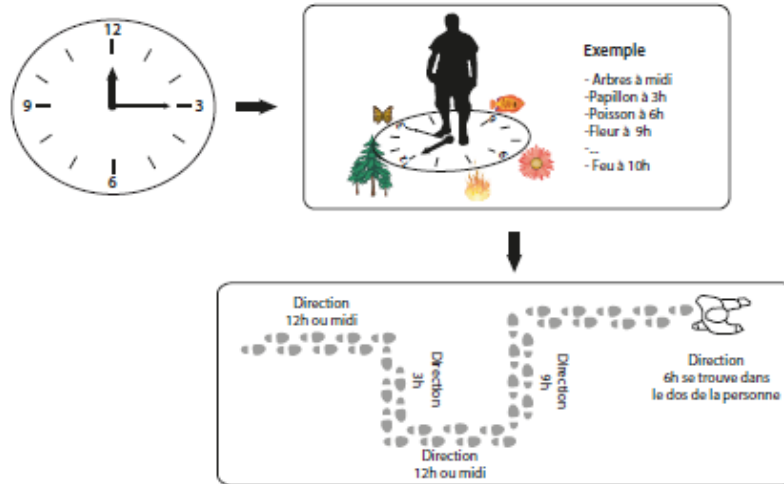 12
9
3
6
Exemple
- Arbres à midi
-Papillon à 3h
-Poisson à 6h
-Fleur à 9h
-...
- Feu à 10h
Direction
12h ou midi
Direction
3h
Direction
12h ou midi
Direction
9h
Direction
6h se trouve dans
le dos de la personne